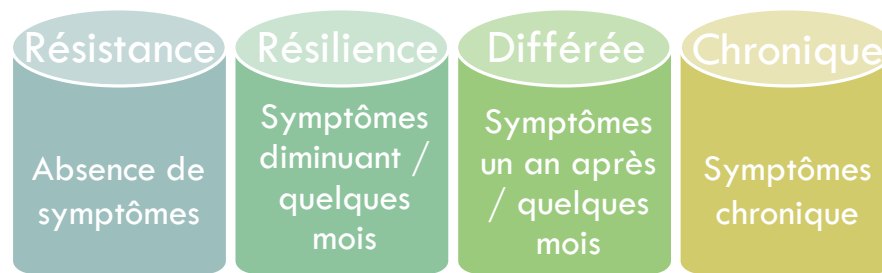 Résistance
Absence de
symptômes
Résilience
Symptômes
diminuant /
quelques
mois
Différée
Symptômes
un an après
/ quelques
mois
Chronique
Symptômes
chronique